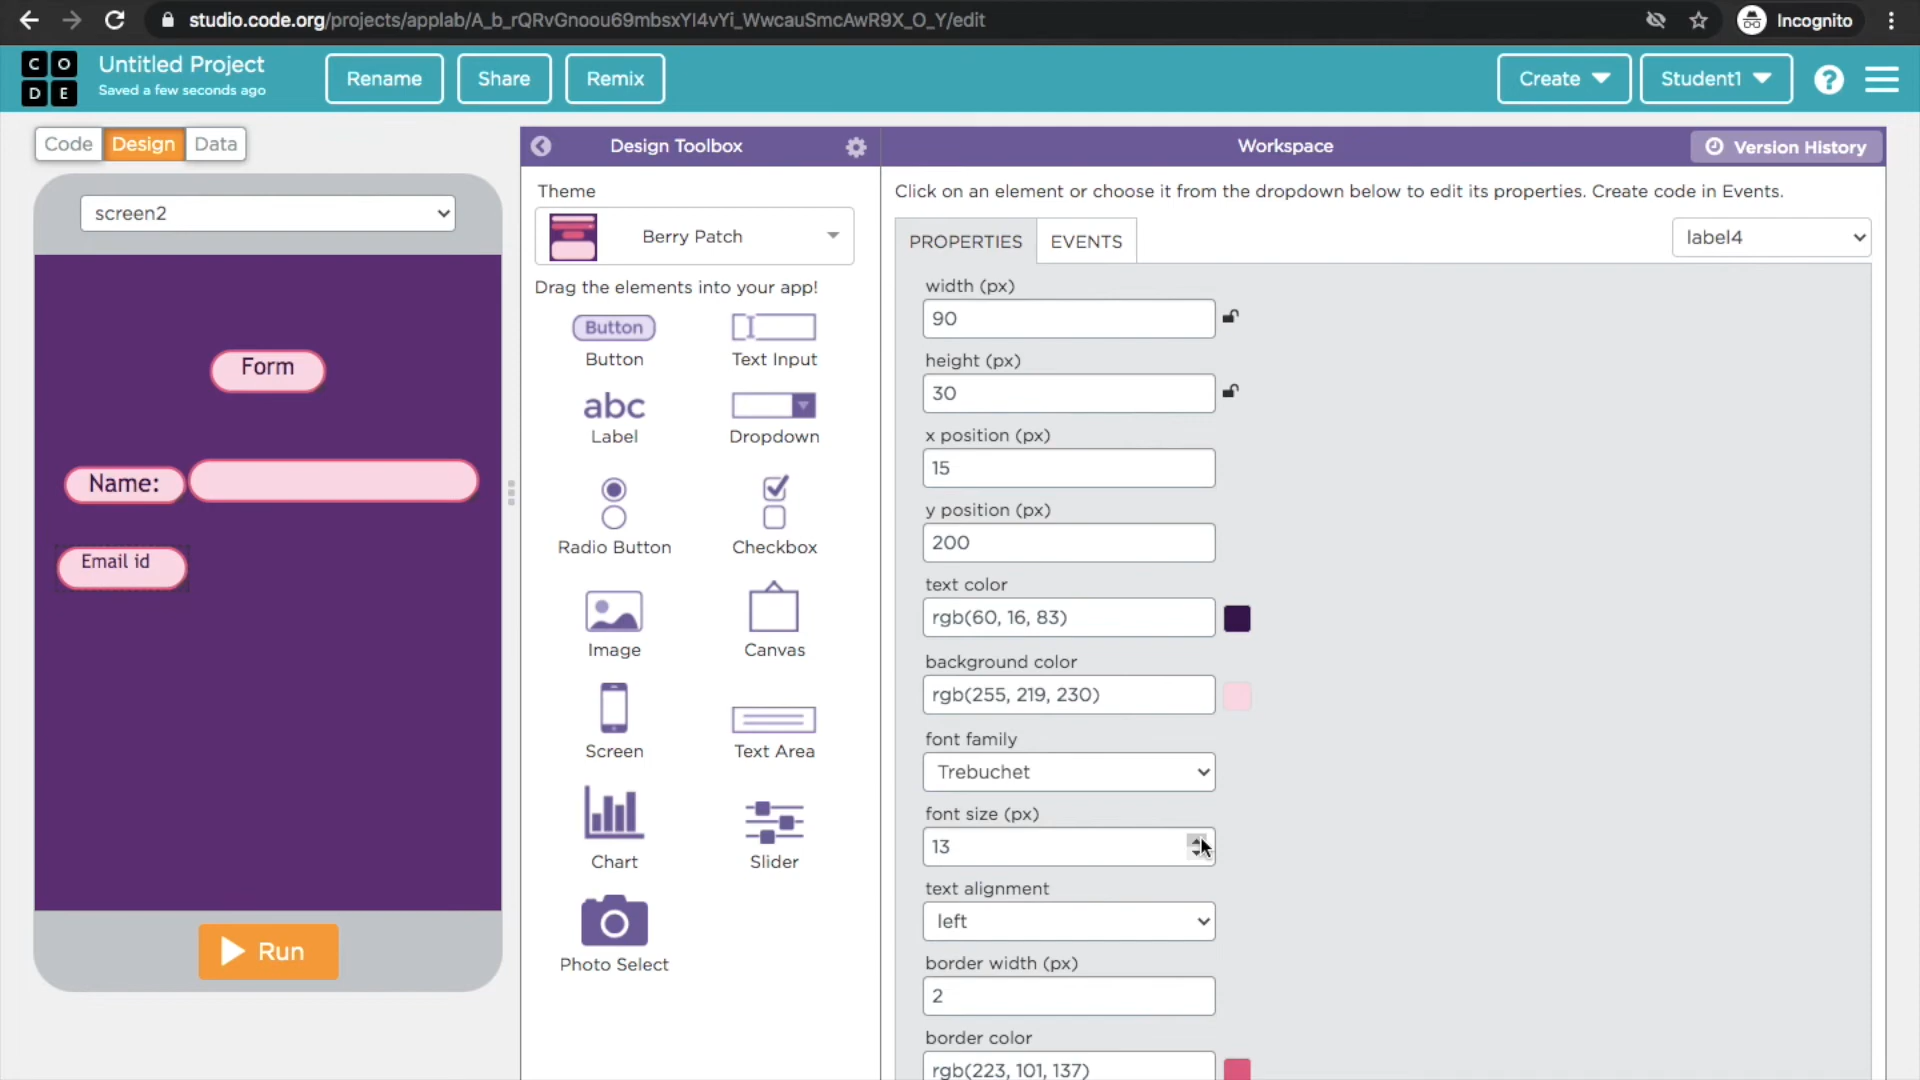 studio.code.org/projects/applab/A_b_rQRvGnoou69mbsxYI4vYi_WwcauSmcAwR9X_O_Y/edit
Incognito
C O
D E
Untitled Project
Saved a few seconds ago
Rename
Share
Remix
Create
Student1
?
Code
Design
Data
Design Toolbox
Workspace
Version History
screen2
Form
Name:
Email id
Run
Theme
Berry Patch
Drag the elements into your app!
Button
Button
Text Input
abc
Label
Dropdown
Radio Button
Checkbox
Image
Canvas
Screen
Text Area
Chart
Slider
Photo Select
Click on an element or choose it from the dropdown below to edit its properties. Create code in Events.
PROPERTIES
EVENTS
label4
width (px)
90
height (px)
30
x position (px)
15
y position (px)
200
text color
rgb(60, 16, 83)
background color
rgb(255, 219, 230)
font family
Trebuchet
font size (px)
13
text alignment
left
border width (px)
2
border color
rgb(223, 101, 137)